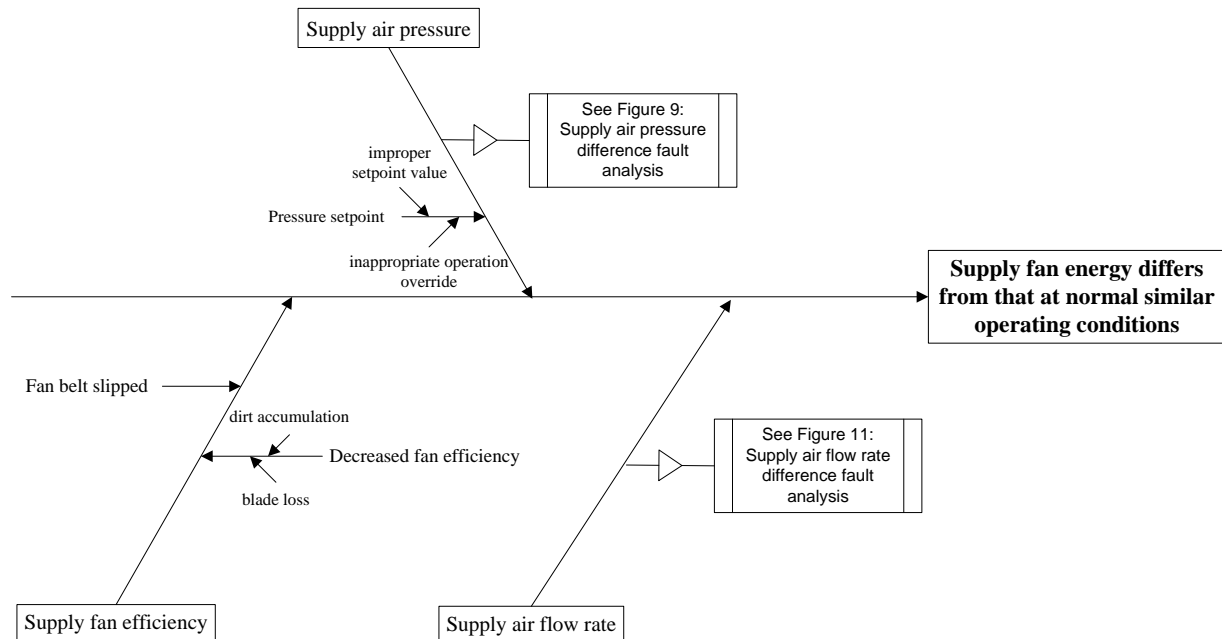 Supply air pressure
See Figure 9:
Supply air pressure
difference fault
analysis
improper
setpoint value
Pressure setpoint
inappropriate operation
override
Supply fan energy differs
from that at normal similar
operating conditions
Fan belt slipped
dirt accumulation
Decreased fan efficiency
blade loss
See Figure 11:
Supply air flow rate
difference fault
analysis
Supply fan efficiency
Supply air flow rate